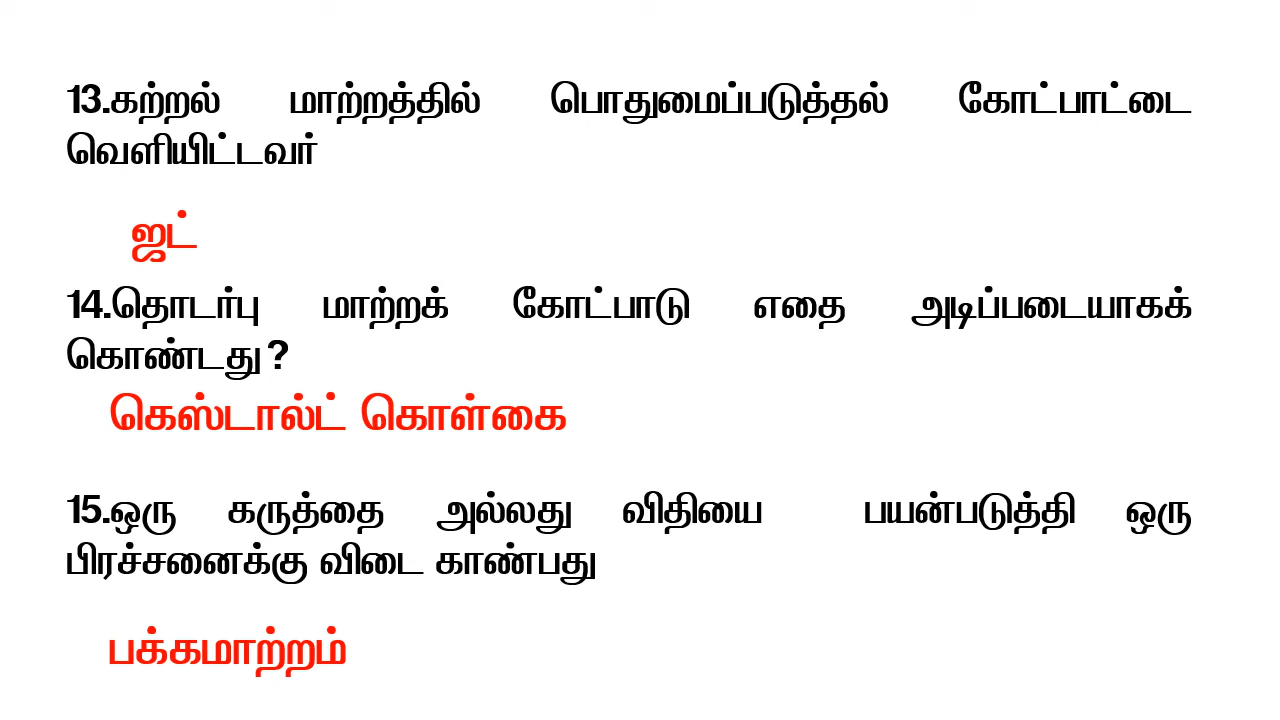 13.கற்றல் மாற்றத்தில் பொதுமைப்படுத்தல் கோட்பாட்டை
வெளியிட்டவர்
ஜட்
14.தொடர்பு மாற்றக் கோட்பாடு எதை அடிப்படையாகக்
கொண்டது?
கெஸ்டால்ட் கொள்கை
15.ஒரு கருத்தை அல்லது விதியை பயன்படுத்தி ஒரு
பிரச்சனைக்கு விடை காண்பது
பக்கமாற்றம்